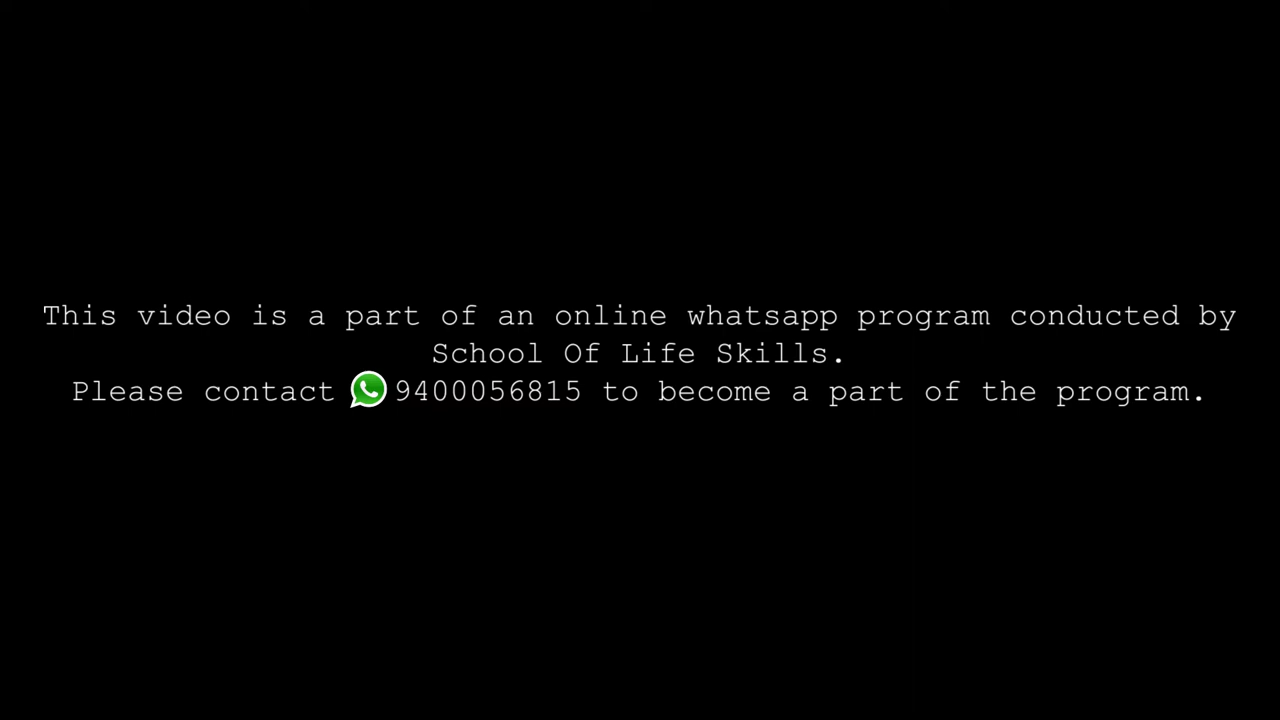 This video is a part of an online whatsapp program conducted by
School Of Life Skills.
Please contact 9400056815 to become a part of the program.